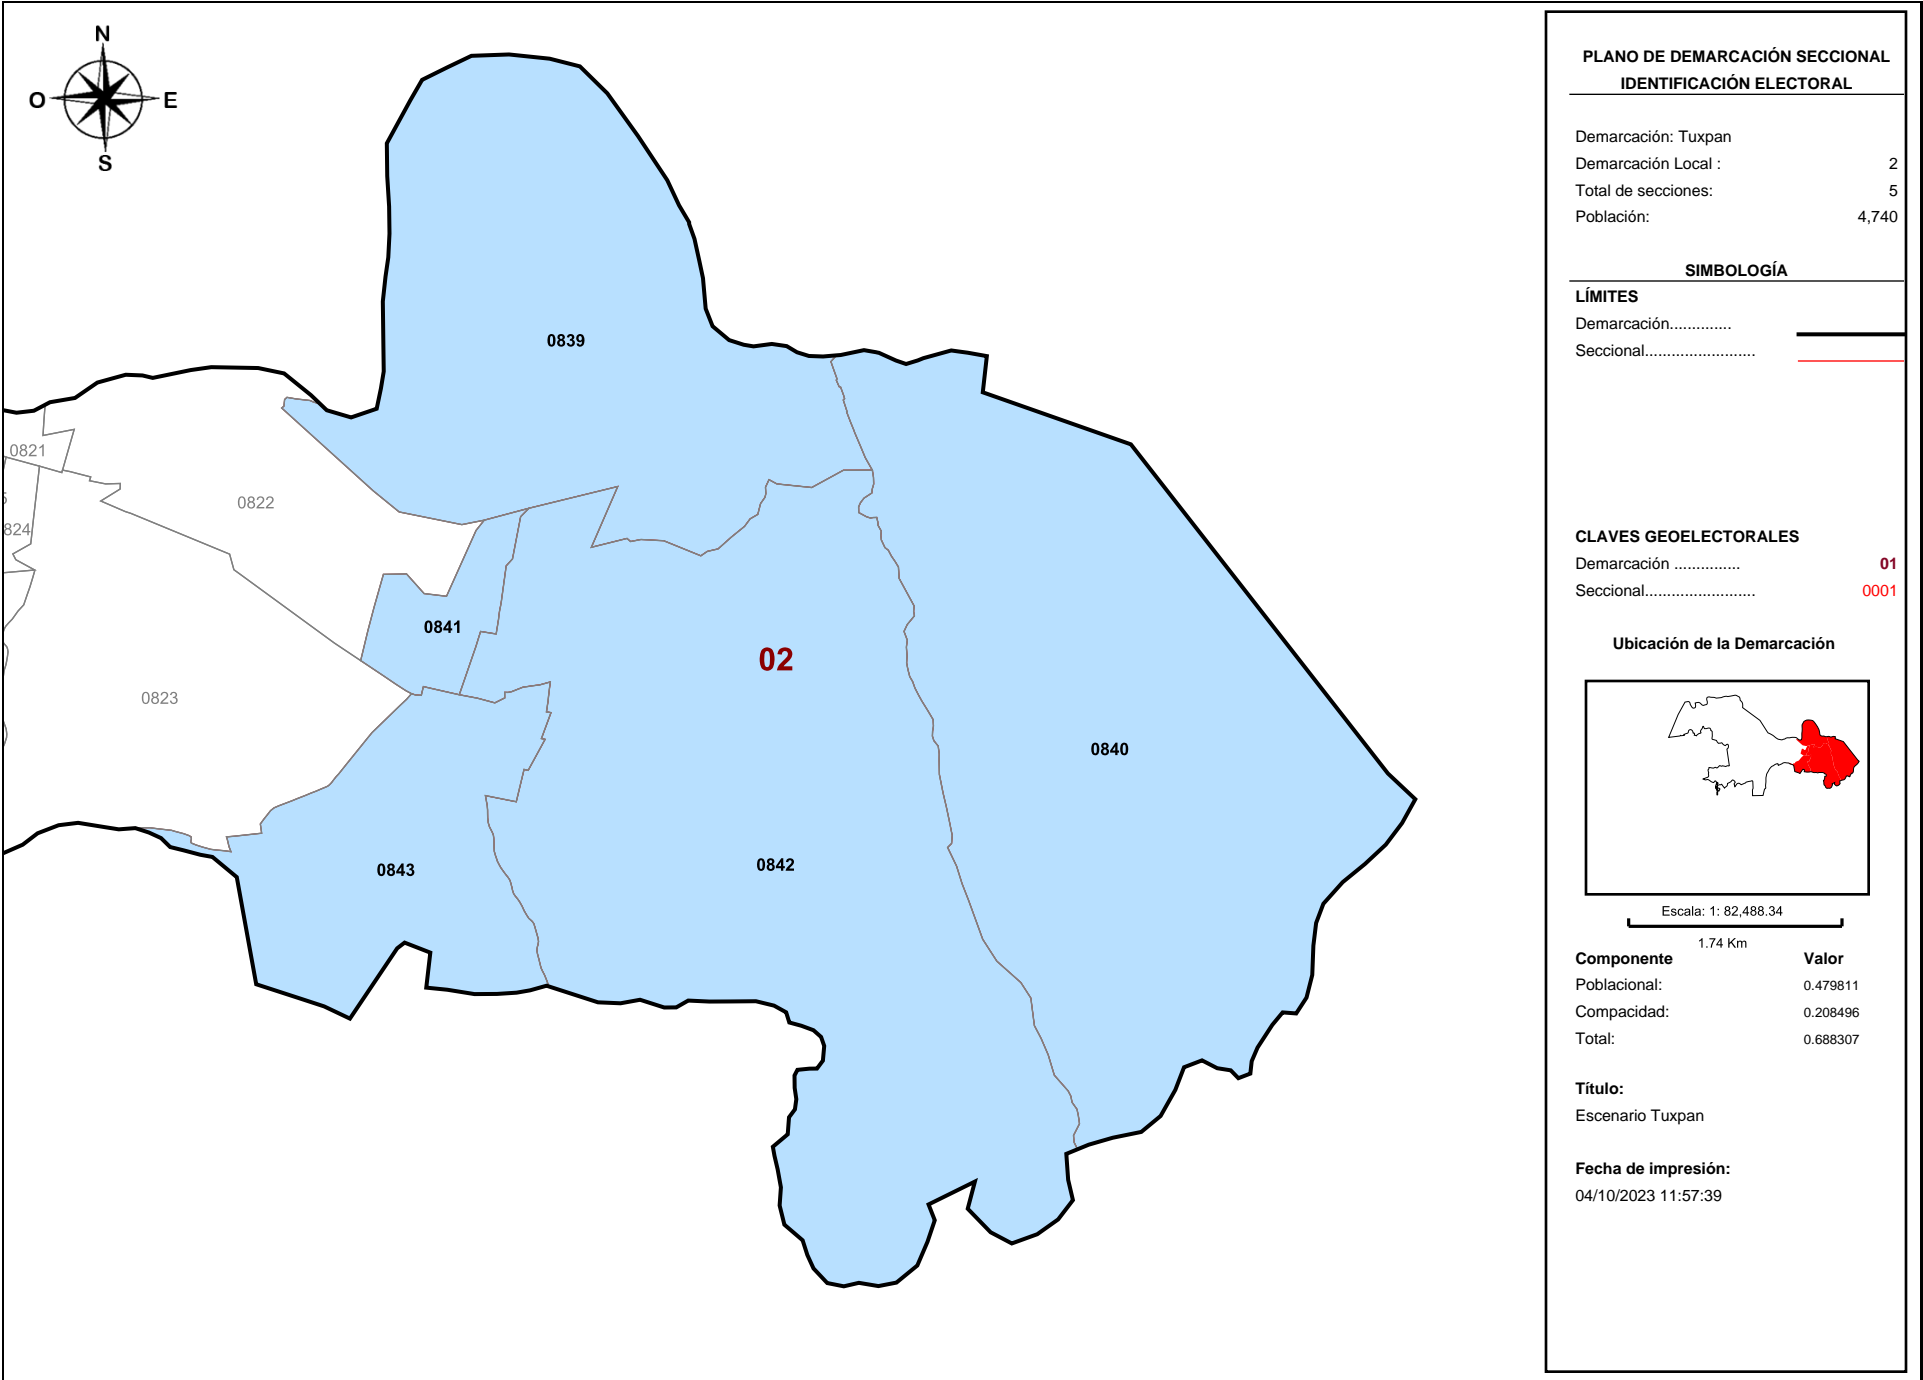 N
O
E
S
0839
0821
0822
824
0841
02
0823
0840
0842
0843
PLANO DE DEMARCACIÓN SECCIONAL
IDENTIFICACIÓN ELECTORAL
Demarcación: Tuxpan
Demarcación Local : 2
Total de secciones: 5
Población: 4,740
SIMBOLOGÍA
LÍMITES
Demarcación..............
Seccional.........................
CLAVES GEOELECTORALES
Demarcación ............... 01
Seccional......................... 0001
Ubicación de la Demarcación
Escala: 1: 82,488.34
1.74 Km
Componente Valor
Poblacional: 0.479811
Compacidad: 0.208496
Total: 0.688307
Título:
Escenario Tuxpan
Fecha de impresión:
04/10/2023 11:57:39